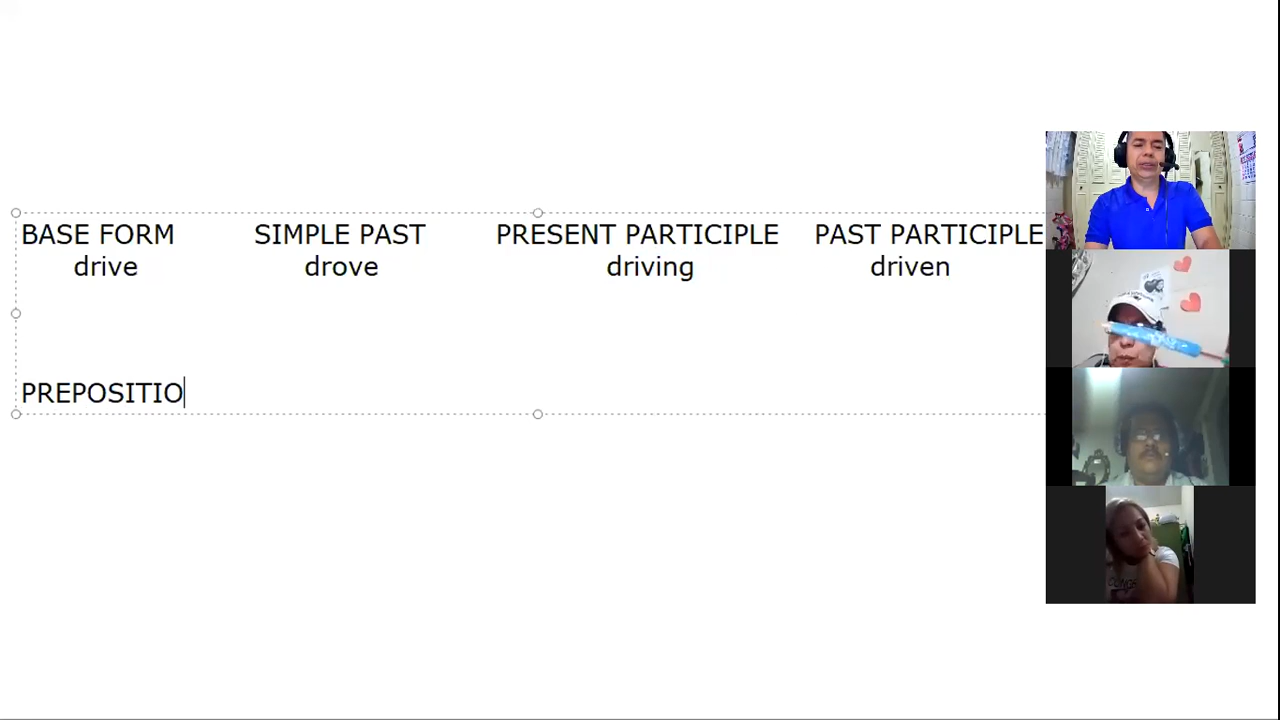 BASE FORM SIMPLE PAST PRESENT PARTICIPLE PAST PARTICIPLE
drive drove driving driven
PREPOSITIO